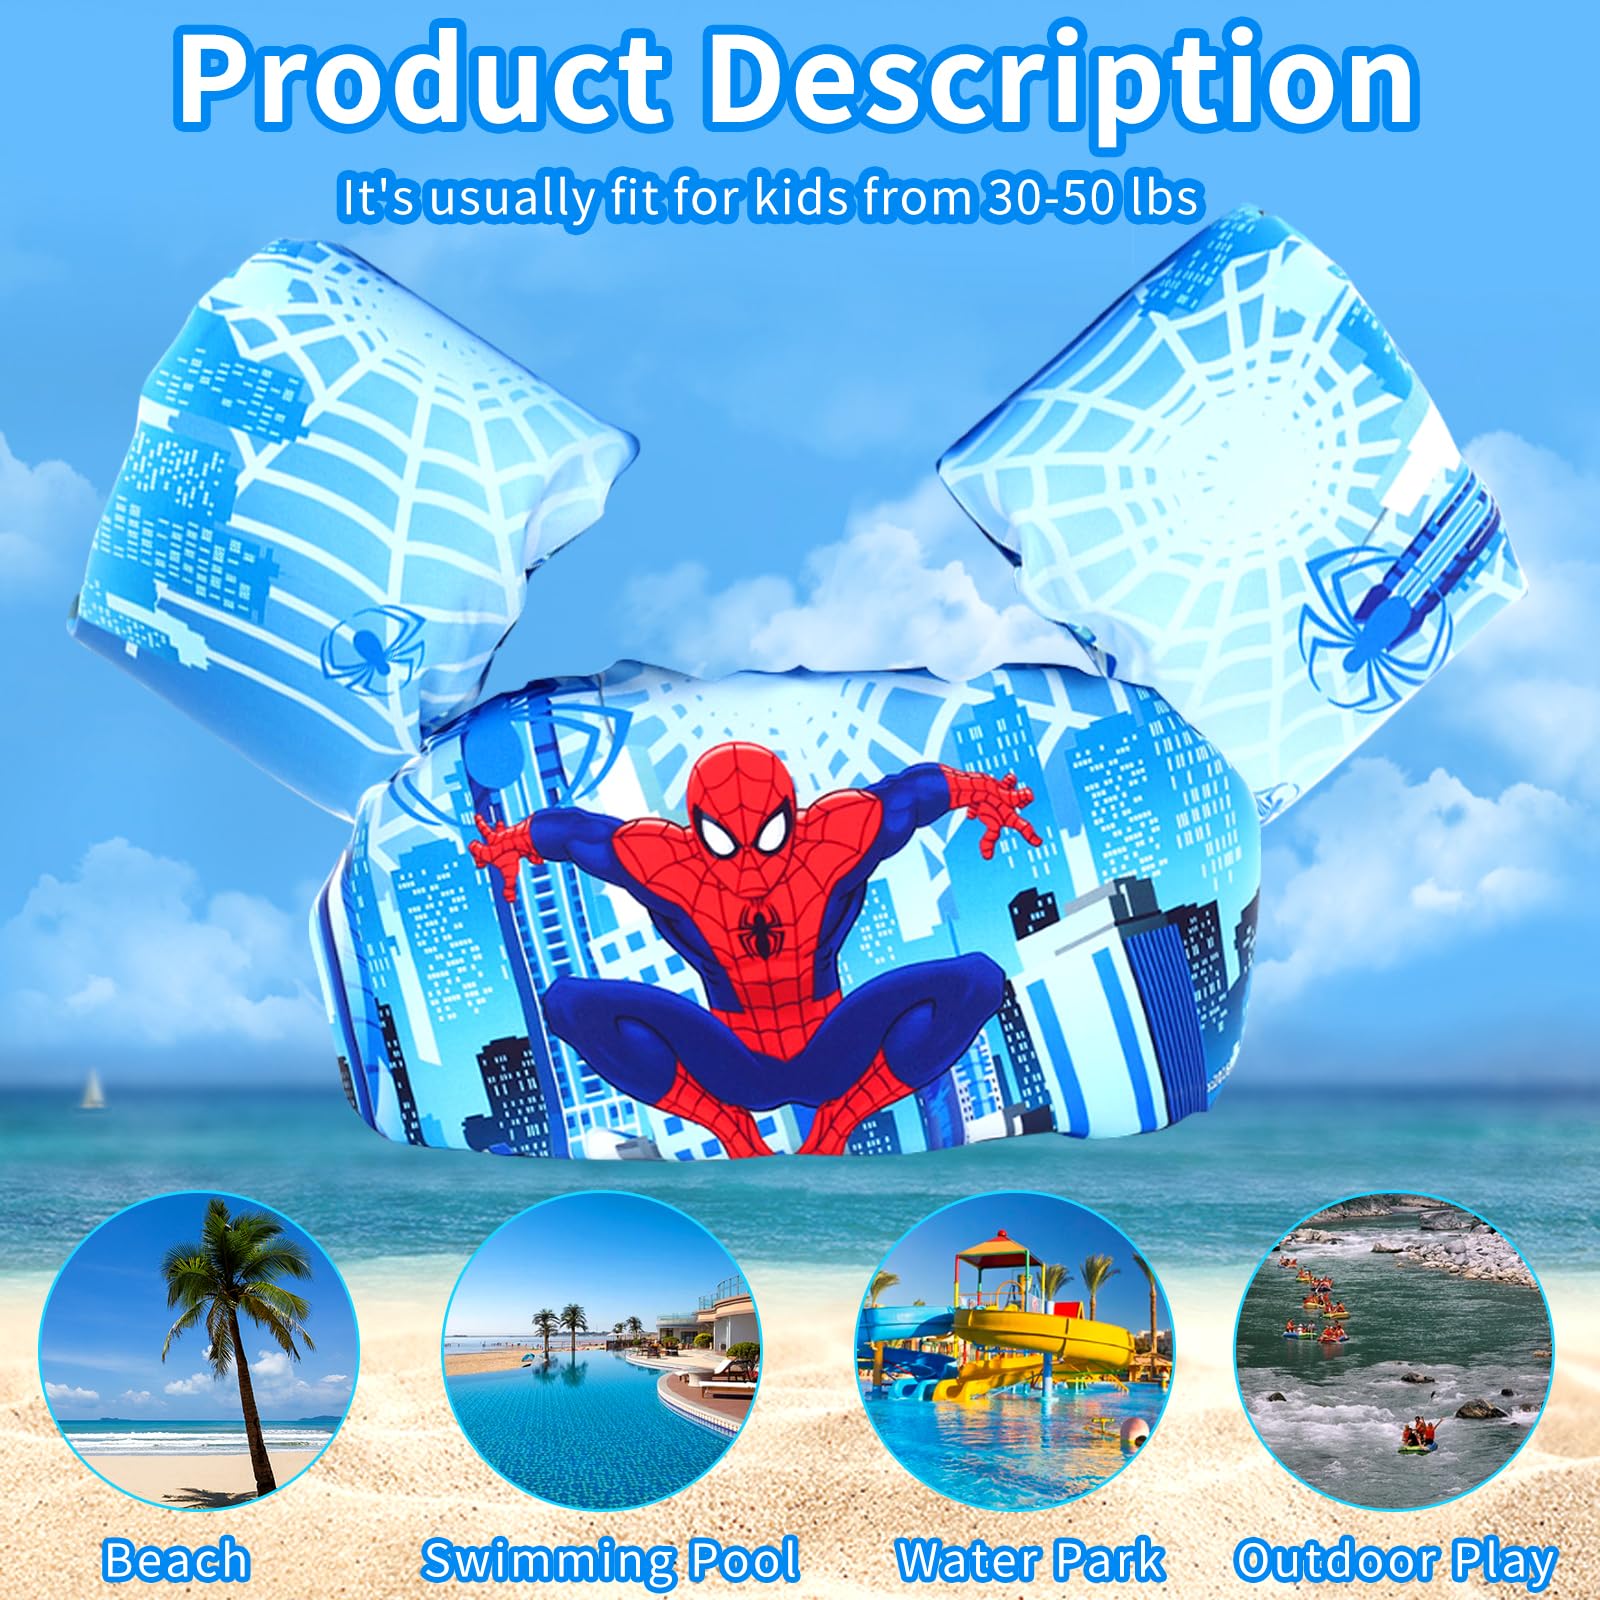 Product Description
It's usually fit for kids from 30-50 lbs
Beach
Swimming Pool
Water Park
Outdoor Play